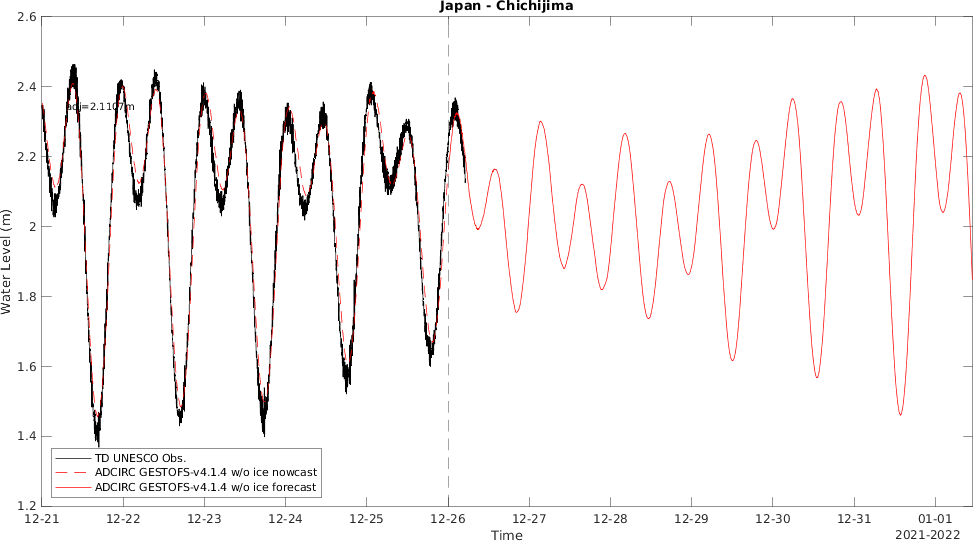 Japan - Chichijima
2.6
2.4
2.2
2
1.8
1.6
1.4
1.2
Water Level (m)
adj=2.1107m
TD UNESCO Obs.
ADCIRC GESTOFS-v4.1.4 w/o ice nowcast
ADCIRC GESTOFS-v4.1.4 w/o ice forecast
12-21 12-22 12-23 12-24 12-25 12-26 12-27 12-28 12-29 12-30 12-31 01-01
2021-2022
Time